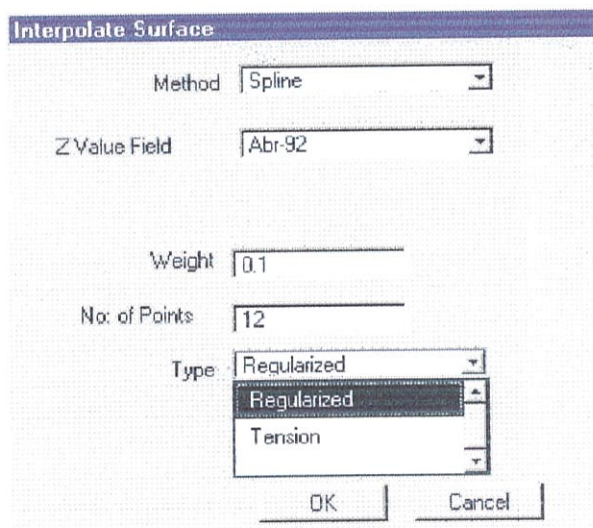 Interpolate Surface
Method Spline
Z Value Field Abr-92
Weight 0.1
No: of Points 12
Type Regularized
Regularized
Tension
OK Cancel